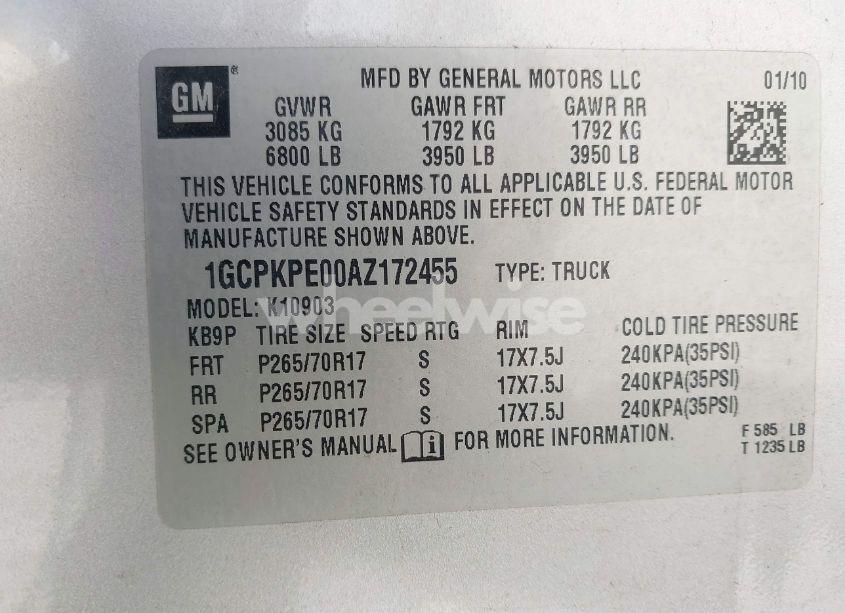 GM
®
MFD BY GENERAL MOTORS LLC 01/10
GVWR GAWR FRT GAWR RR
3085 KG 1792 KG 1792 KG
6800 LB 3950 LB 3950 LB
THIS VEHICLE CONFORMS TO ALL APPLICABLE U.S. FEDERAL MOTOR
VEHICLE SAFETY STANDARDS IN EFFECT ON THE DATE OF
MANUFACTURE SHOWN ABOVE.
1GCPKPE00AZ172455 TYPE: TRUCK
MODEL: K10903
wheelwise
KB9P TIRE SIZE SPEED RTG RIM COLD TIRE PRESSURE
FRT P265/70R17 S 17X7.5J 240KPA(35PSI)
RR P265/70R17 S 17X7.5J 240KPA(35PSI)
SPA P265/70R17 S 17X7.5J 240KPA(35PSI)
SEE OWNER'S MANUAL i FOR MORE INFORMATION.
F 585 LB
T 1235 LB